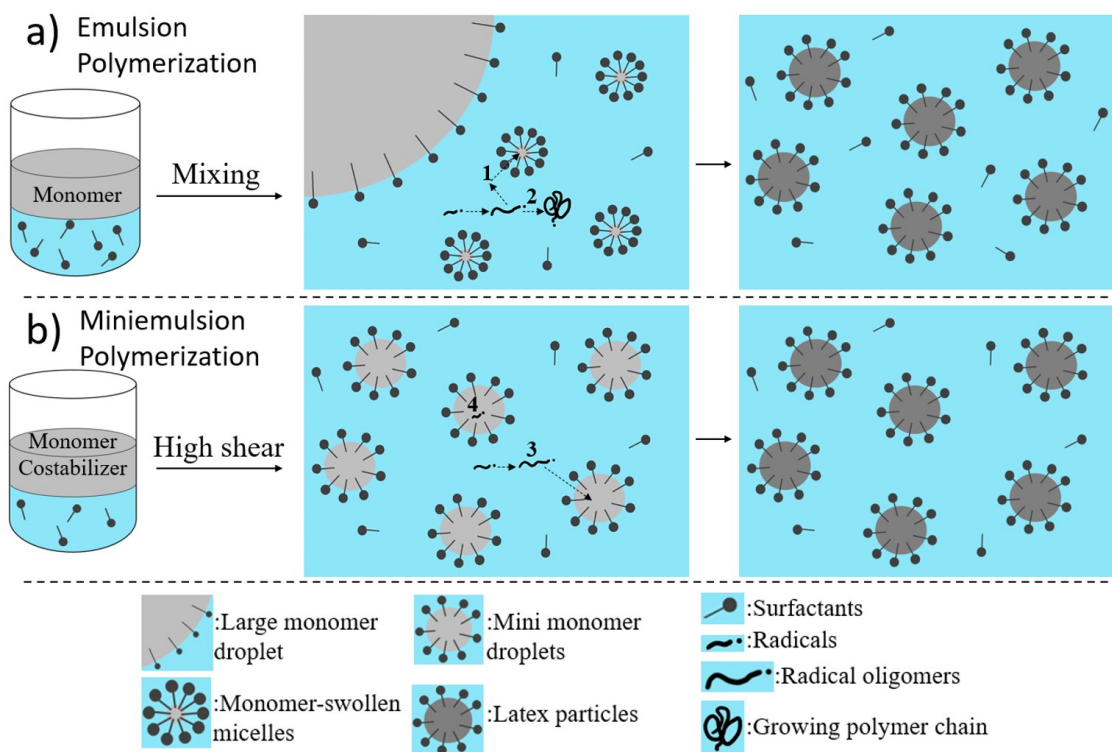 a) Emulsion
Polymerization
Monomer
Mixing
1
2
b) Miniemulsion
Polymerization
Monomer
Costabilizer
High shear
4
3
:Large monomer
droplet
:Mini monomer
droplets
:Surfactants
:Radicals
:Radical oligomers
:Monomer-swollen
micelles
:Latex particles
:Growing polymer chain